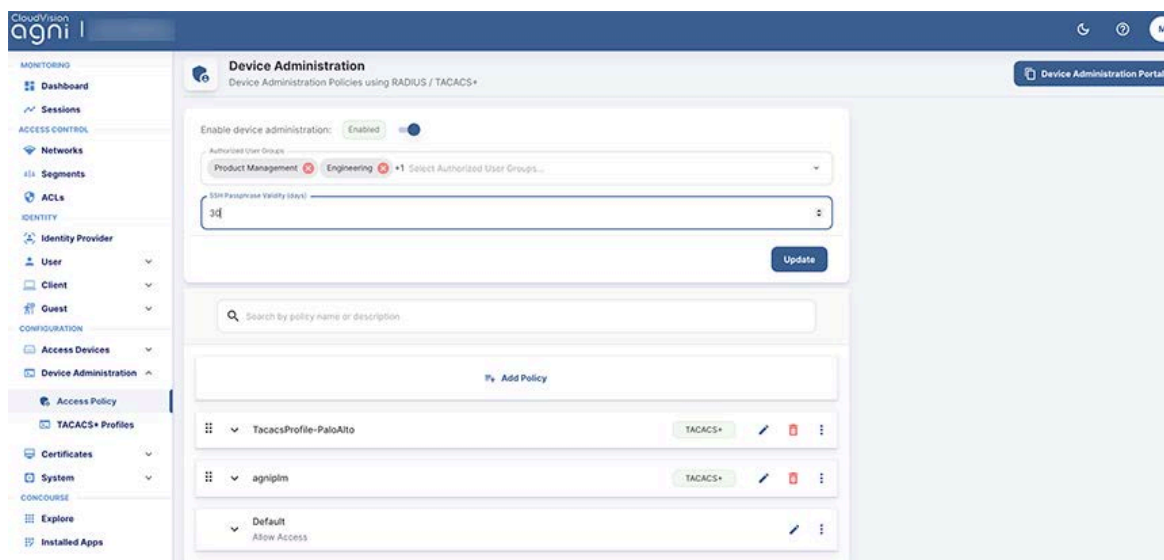 CloudVision
agni
M
MONITORING
Dashboard
Sessions
ACCESS CONTROL
Networks
Segments
ACLs
IDENTITY
Identity Provider
User
Client
Guest
CONFIGURATION
Access Devices
Device Administration
Access Policy
TACACS+ Profiles
Certificates
System
CONCOURSE
Explore
Installed Apps
Device Administration
Device Administration Policies using RADIUS / TACACS+
Device Administration Portal
Enable device administration: Enabled
Authorized User Groups
Product Management Engineering +1 Select Authorized User Groups...
SSH Passphrase Validity (days)
30
Update
Search by policy name or description
Add Policy
TacacsProfile-PaloAlto TACACS+
agniplm TACACS+
Default
Allow Access